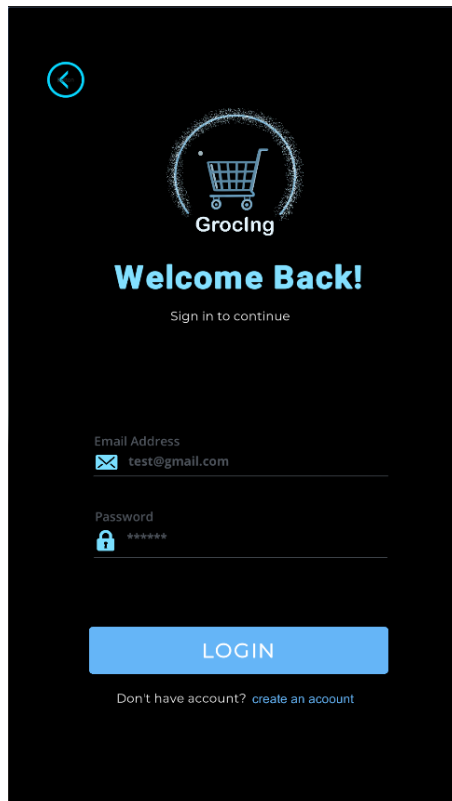 GrocIng
Welcome Back!
Sign in to continue
Email Address
test@gmail.com
Password
******
LOGIN
Don't have account? create an acoount